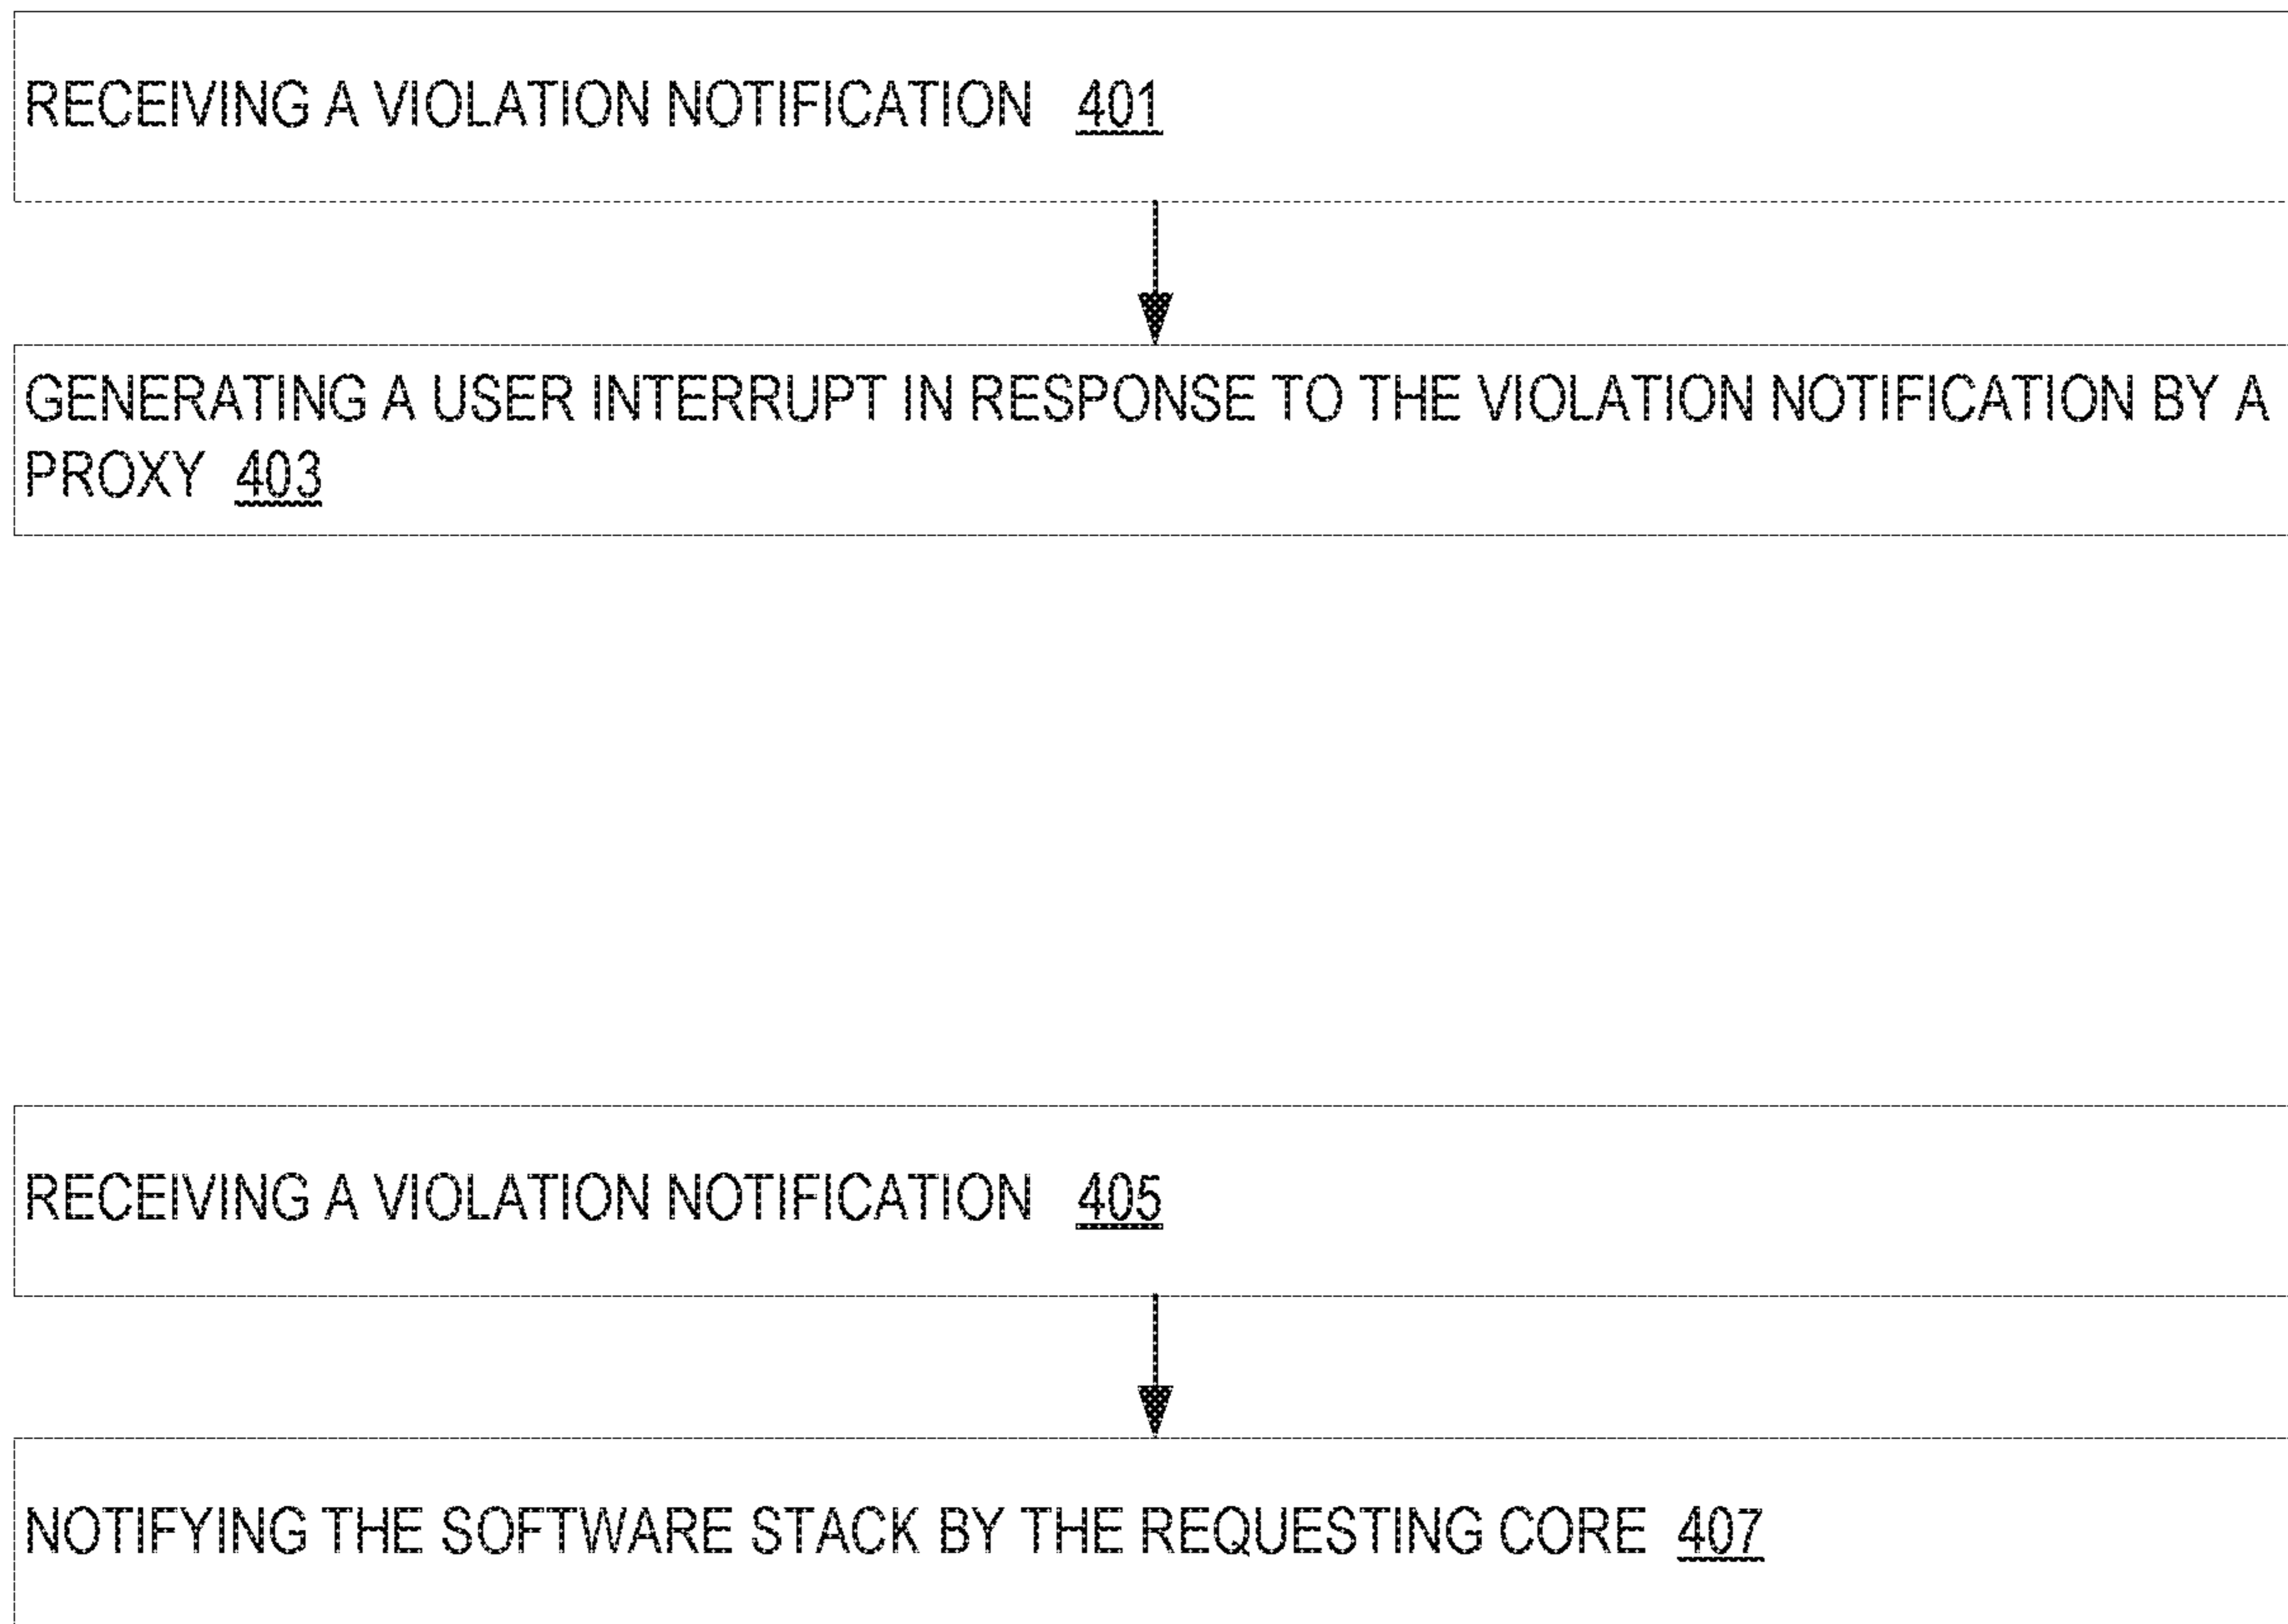 RECEIVING A VIOLATION NOTIFICATION 401
GENERATING A USER INTERRUPT IN RESPONSE TO THE VIOLATION NOTIFICATION BY A
PROXY 403
RECEIVING A VIOLATION NOTIFICATION 405
NOTIFYING THE SOFTWARE STACK BY THE REQUESTING CORE 407